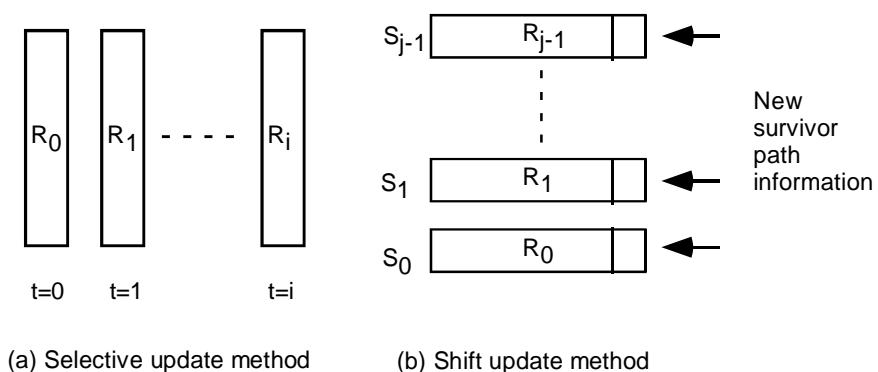 R0 R1 - - - - Ri
t=0 t=1 t=i
(a) Selective update method
Sj-1 Rj-1
S1 R1
S0 R0
New
survivor
path
information
(b) Shift update method